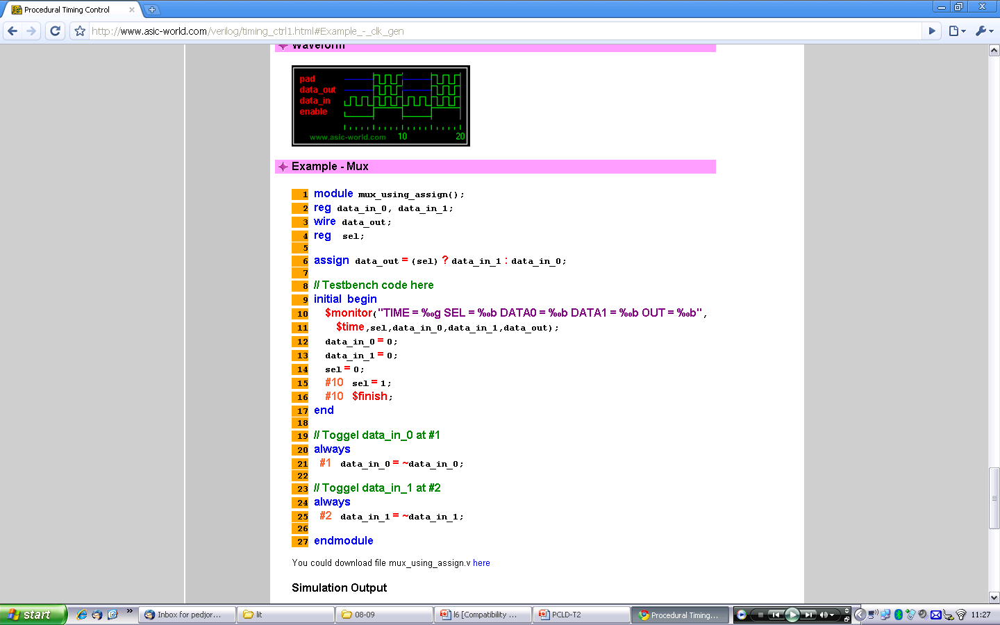 Procedural Timing Control
http://www.asic-world.com/verilog/timing_ctrl1.html#Example_-_clk_gen
Waveform
pad
data_out
data_in
enable
www.asic-world.com 10 20
Example - Mux
1 module mux_using_assign();
2 reg data_in_0, data_in_1;
3 wire data_out;
4 reg sel;
5
6 assign data_out = (sel) ? data_in_1 : data_in_0;
7
8 // Testbench code here
9 initial begin
10 $monitor("TIME = ‰g SEL = ‰b DATA0 = ‰b DATA1 = ‰b OUT = ‰b",
11 $time,sel,data_in_0,data_in_1,data_out);
12 data_in_0 = 0;
13 data_in_1 = 0;
14 sel = 0;
15 #10 sel = 1;
16 #10 $finish;
17 end
18
19 // Toggel data_in_0 at #1
20 always
21 #1 data_in_0 = ~data_in_0;
22
23 // Toggel data_in_1 at #2
24 always
25 #2 data_in_1 = ~data_in_1;
26
27 endmodule
You could download file mux_using_assign.v here
Simulation Output
start » Inbox for pedjor... lit 08-09 l6 [Compatibility ... PCLD-T2 Procedural Timing... 11:27